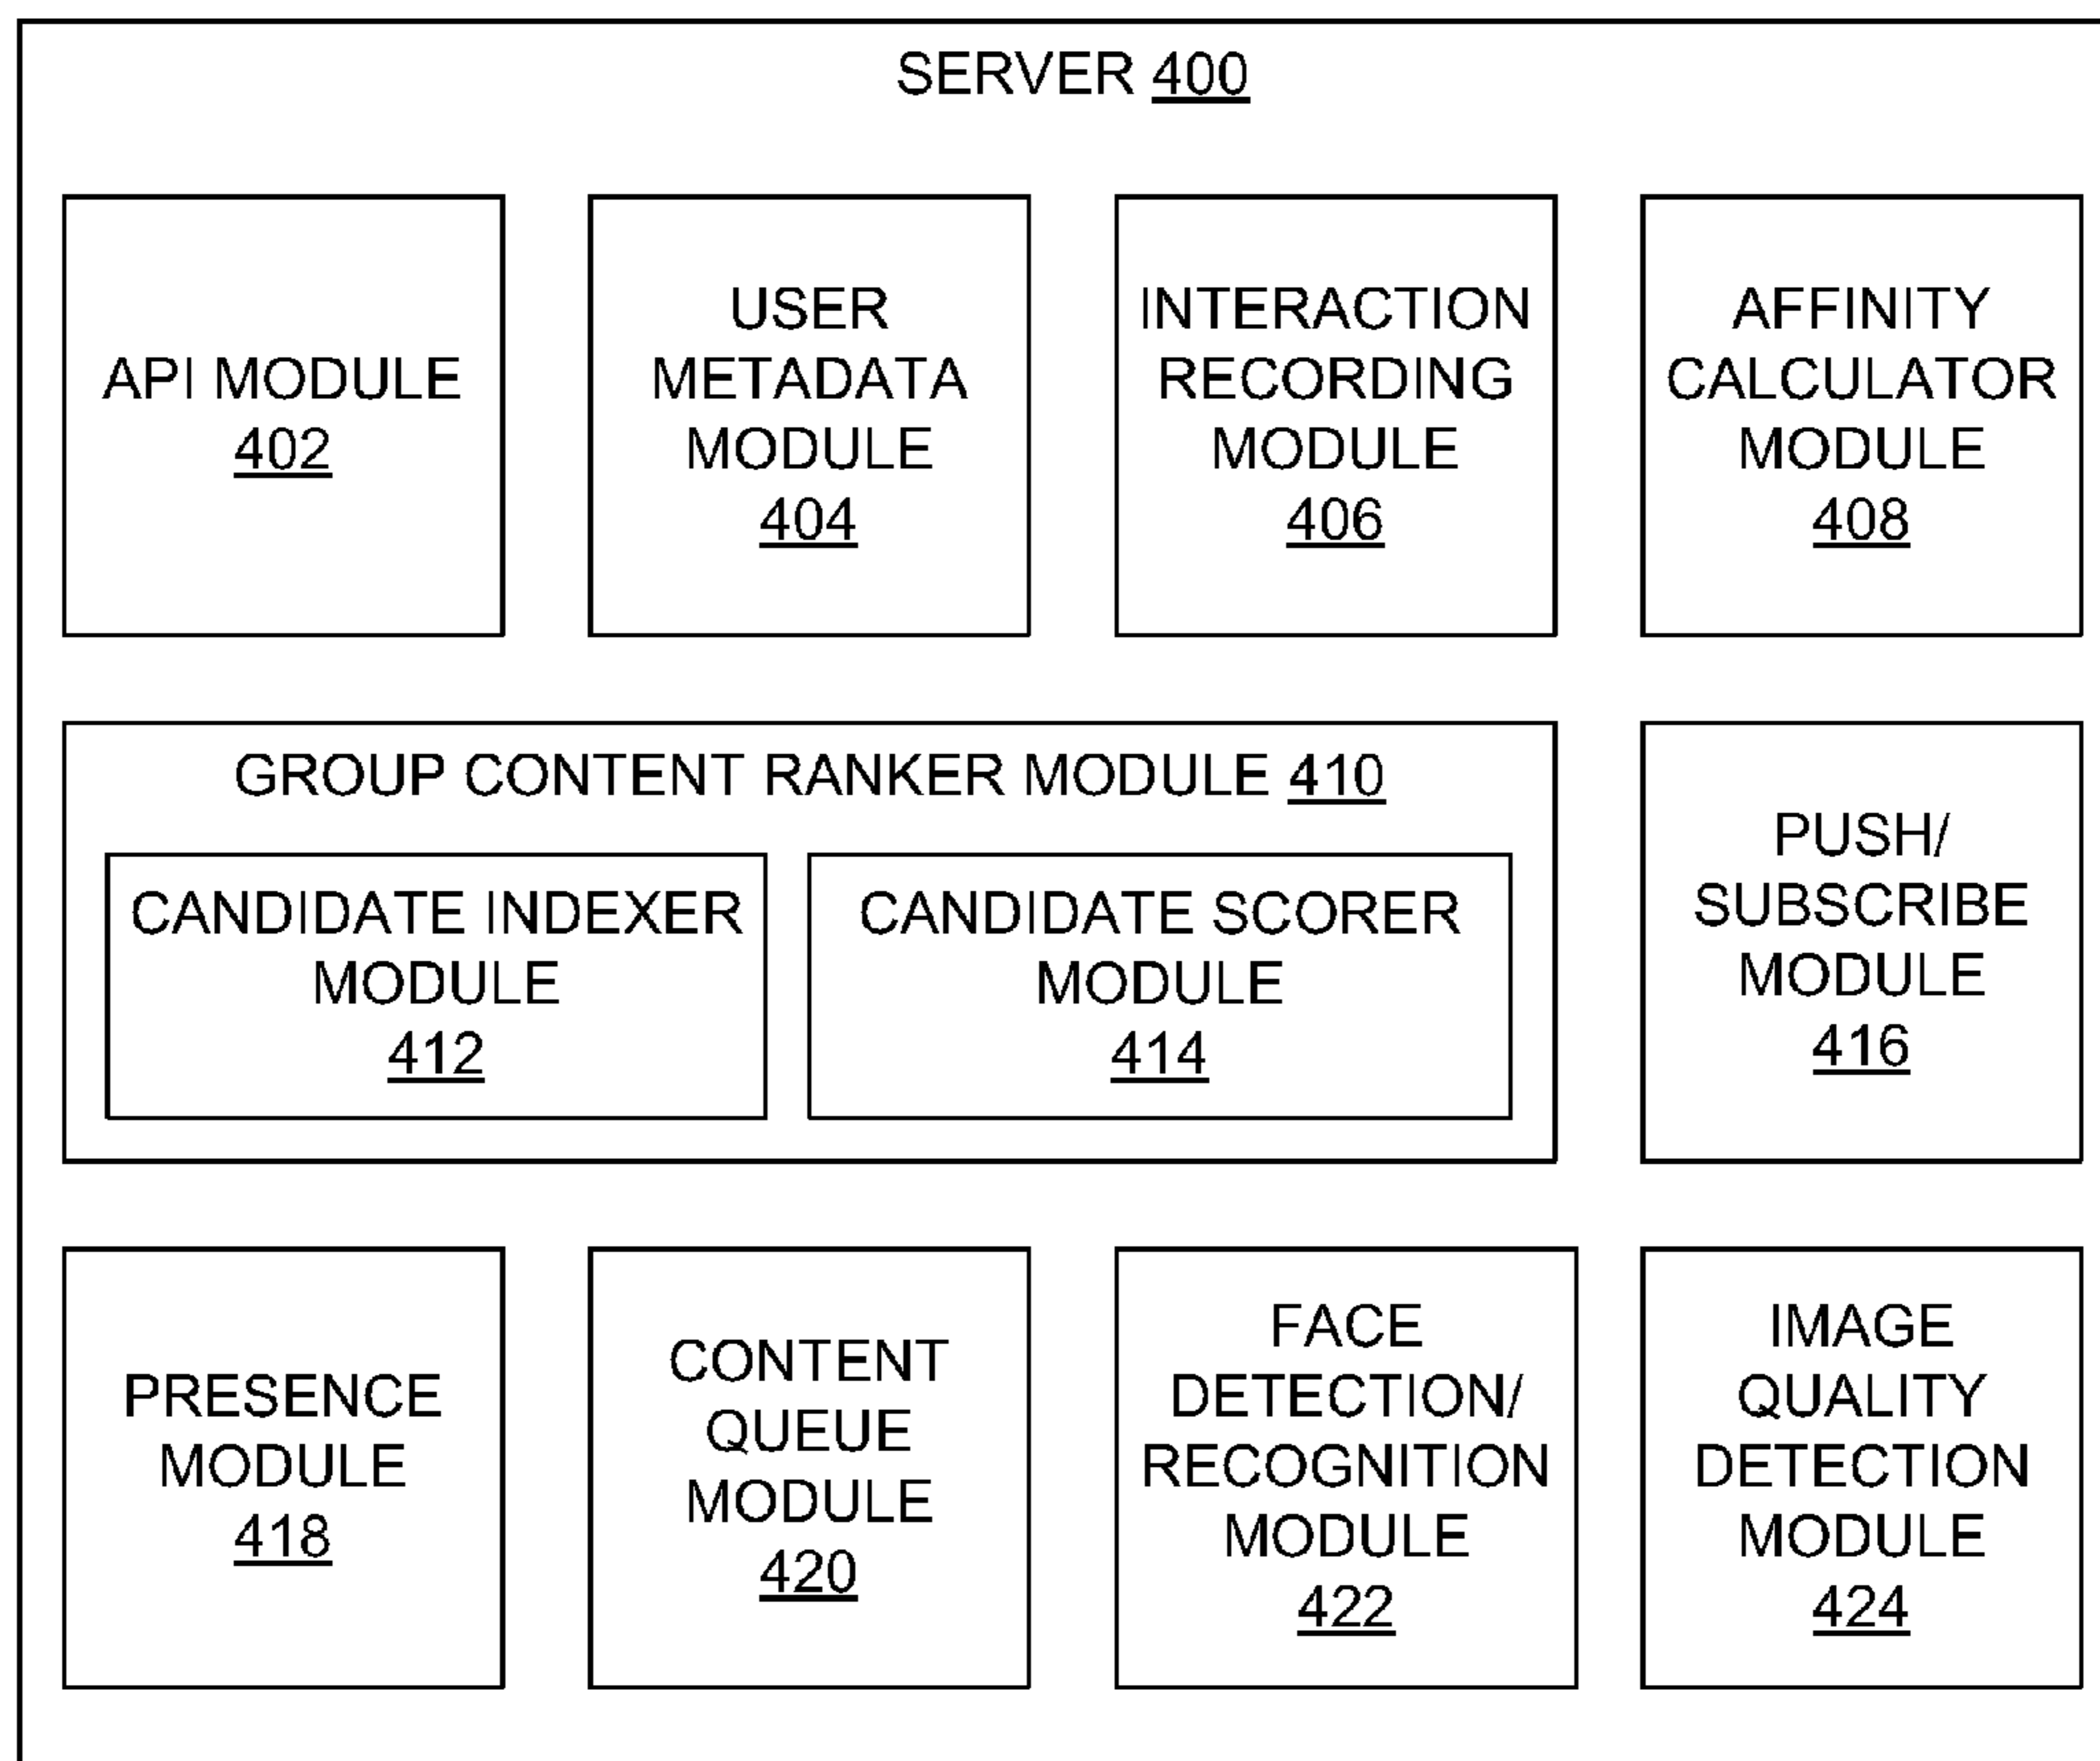 SERVER 400
API MODULE
402
USER
METADATA
MODULE
404
INTERACTION
RECORDING
MODULE
406
AFFINITY
CALCULATOR
MODULE
408
GROUP CONTENT RANKER MODULE 410
CANDIDATE INDEXER
MODULE
412
CANDIDATE SCORER
MODULE
414
PUSH/
SUBSCRIBE
MODULE
416
PRESENCE
MODULE
418
CONTENT
QUEUE
MODULE
420
FACE
DETECTION/
RECOGNITION
MODULE
422
IMAGE
QUALITY
DETECTION
MODULE
424